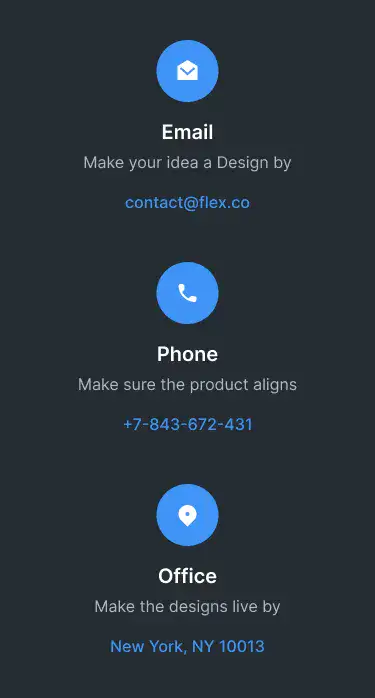 Email
Make your idea a Design by
contact@flex.co
Phone
Make sure the product aligns
+7-843-672-431
Office
Make the designs live by
New York, NY 10013